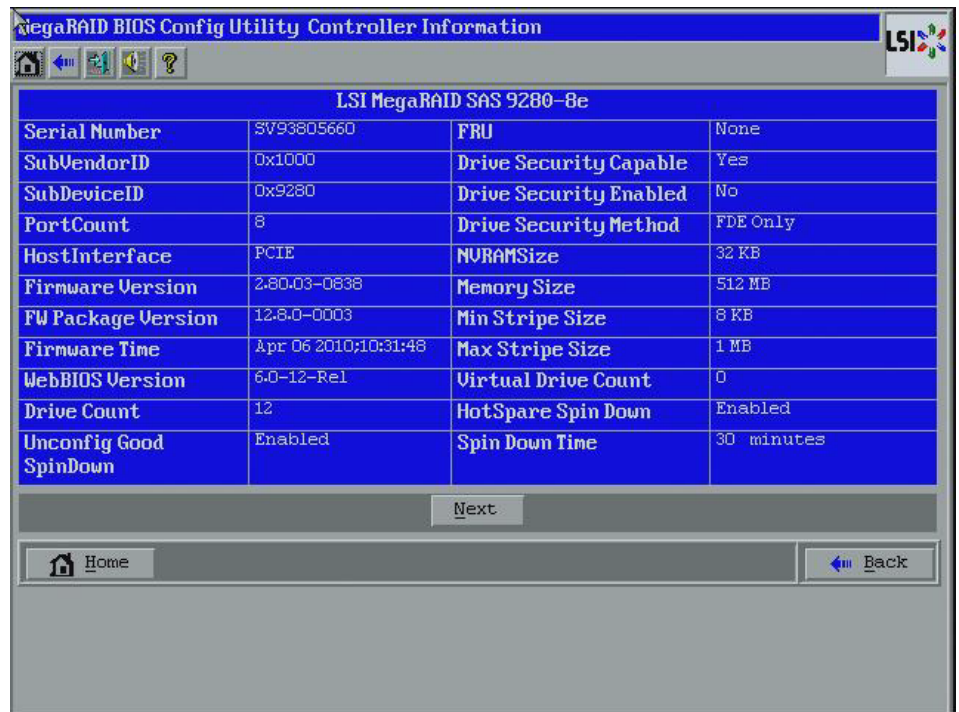 MegaRAID BIOS Config Utility Controller Information
LSI
LSI MegaRAID SAS 9280-8e
Serial Number SV93805660 FRU None
SubVendorID 0x1000 Drive Security Capable Yes
SubDeviceID 0x9280 Drive Security Enabled No
PortCount 8 Drive Security Method FDE Only
HostInterface PCIE NVRAMSize 32 KB
Firmware Version 2.80.03-0838 Memory Size 512 MB
FW Package Version 12.8.0-0003 Min Stripe Size 8 KB
Firmware Time Apr 06 2010;10:31:48 Max Stripe Size 1 MB
WebBIOS Version 6.0-12-Rel Virtual Drive Count 0
Drive Count 12 HotSpare Spin Down Enabled
Unconfig Good SpinDown Enabled Spin Down Time 30 minutes
Next
Home Back